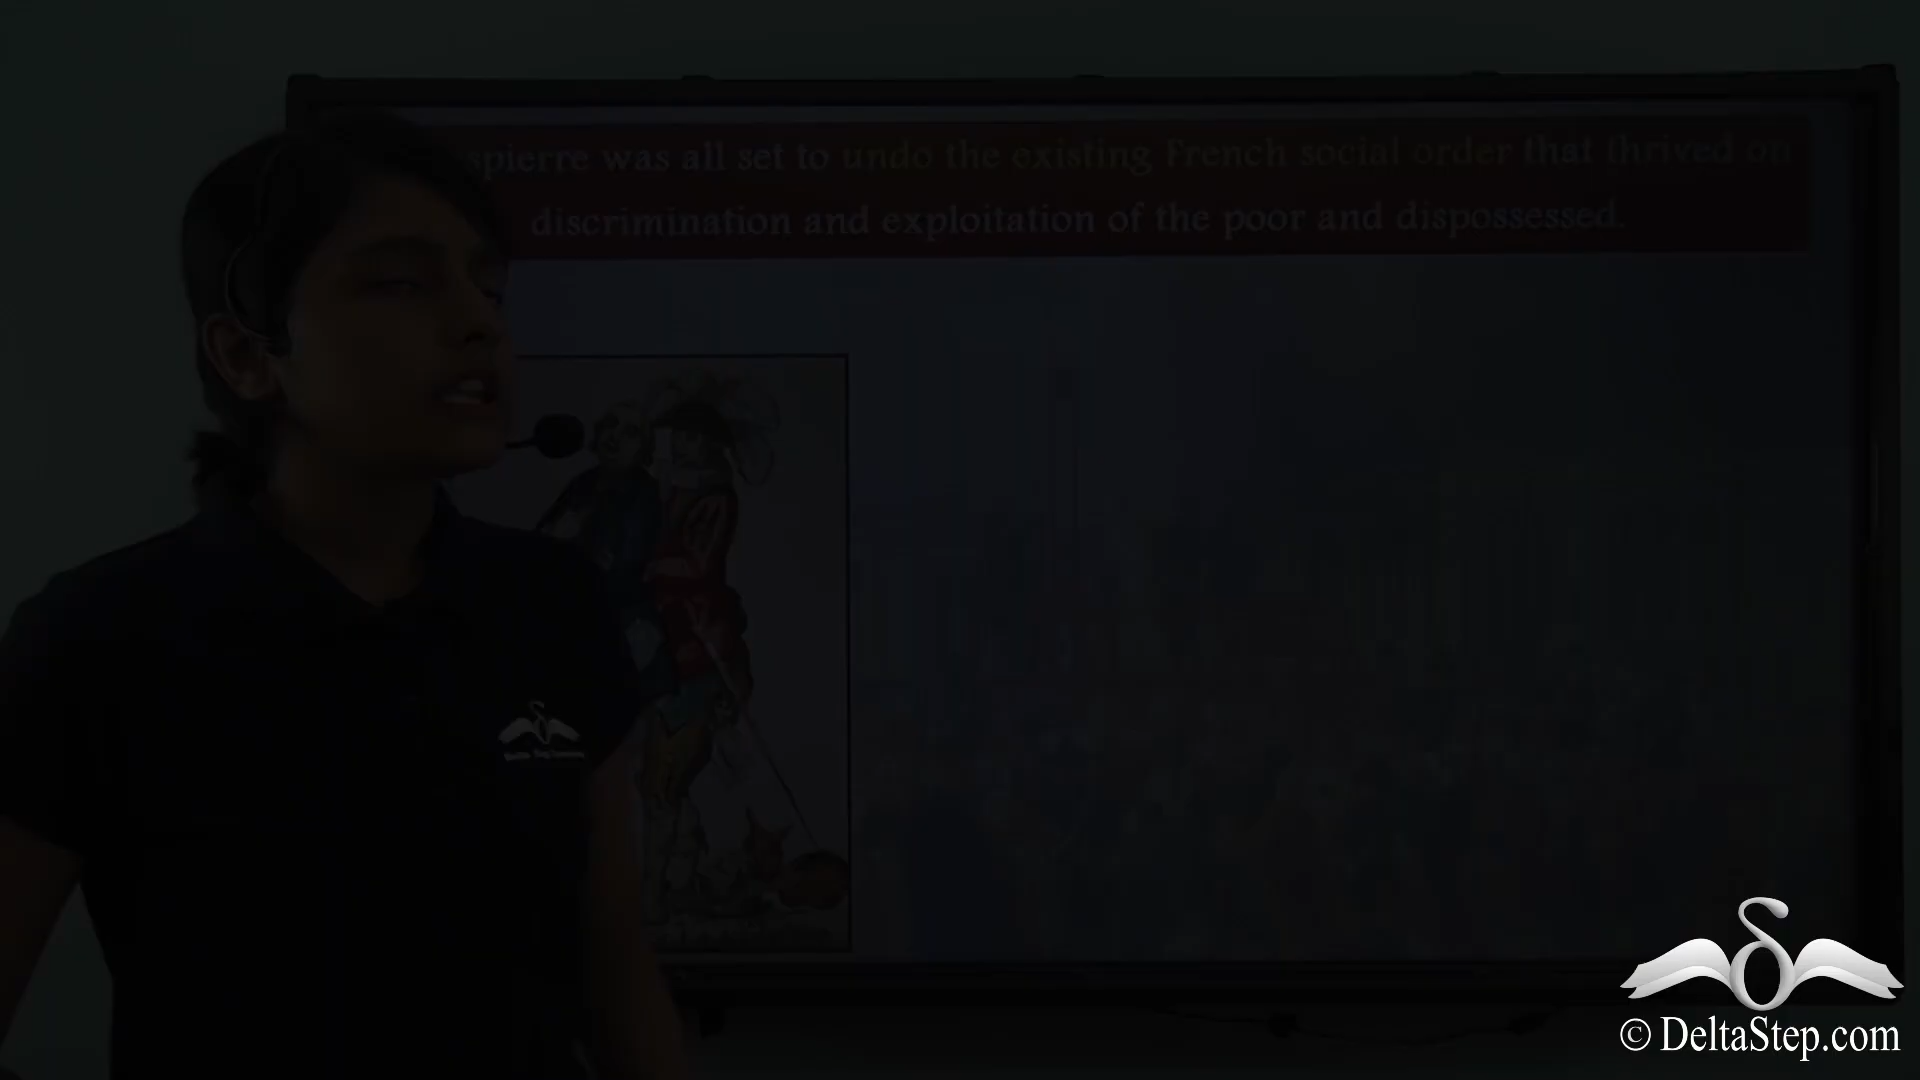 spierre was all set to undo the existing French social order that thrived on
discrimination and exploitation of the poor and dispossessed.
© DeltaStep.com